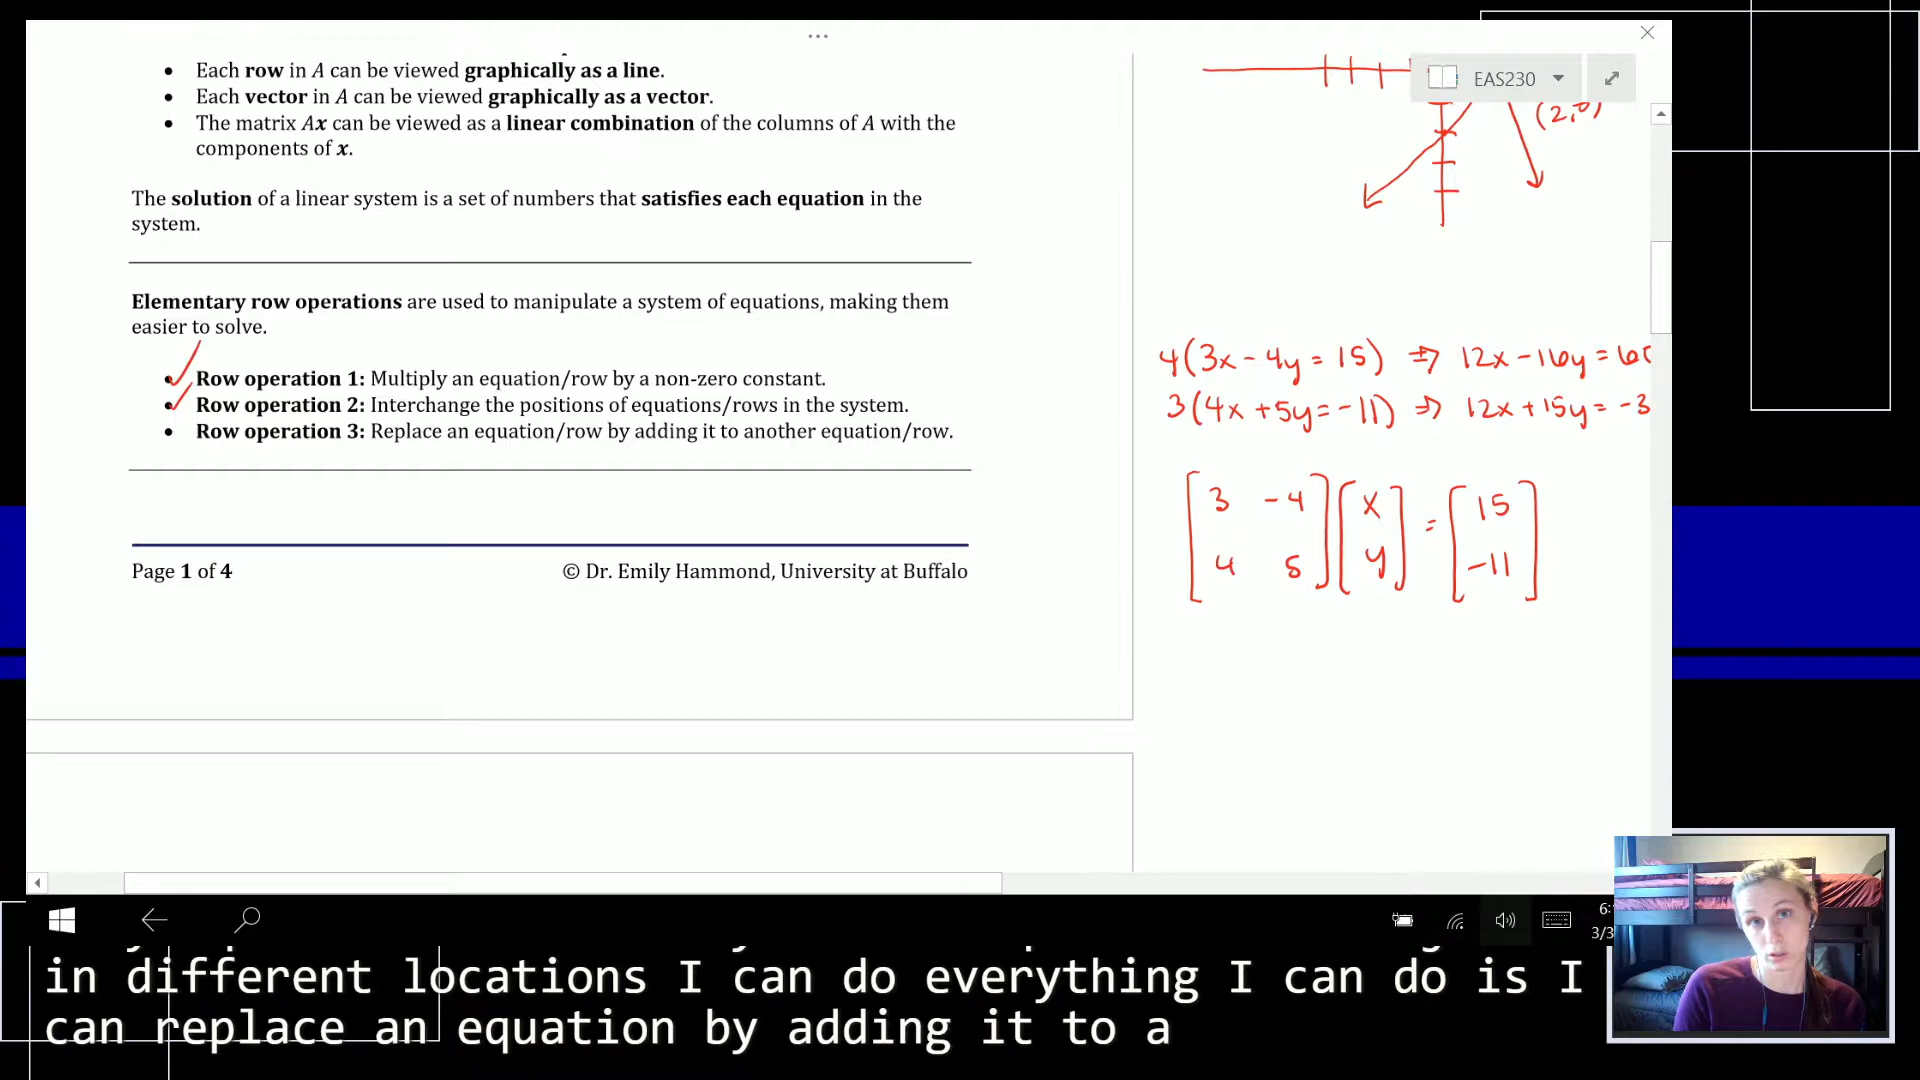 • Each row in A can be viewed graphically as a line.
• Each vector in A can be viewed graphically as a vector.
• The matrix Ax can be viewed as a linear combination of the columns of A with the
components of x.
The solution of a linear system is a set of numbers that satisfies each equation in the
system.
Elementary row operations are used to manipulate a system of equations, making them
easier to solve.
• Row operation 1: Multiply an equation/row by a non-zero constant.
• Row operation 2: Interchange the positions of equations/rows in the system.
• Row operation 3: Replace an equation/row by adding it to another equation/row.
Page 1 of 4
© Dr. Emily Hammond, University at Buffalo
EAS230
4(3x - 4y = 15) ⇒ 12x - 16y = 60
3(4x + 5y = -11) ⇒ 12x + 15y = -3
[3 -4] [x] = [15]
[4 5] [y] [-11]
6:
3/3
in different locations I can do everything I can do is I
can replace an equation by adding it to a